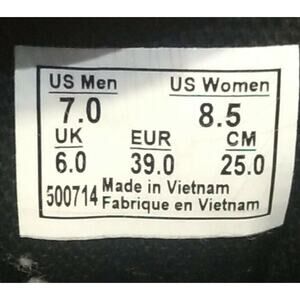 US Men US Women
7.0 8.5
UK EUR CM
6.0 39.0 25.0
500714 Made in Vietnam
Fabrique en Vietnam